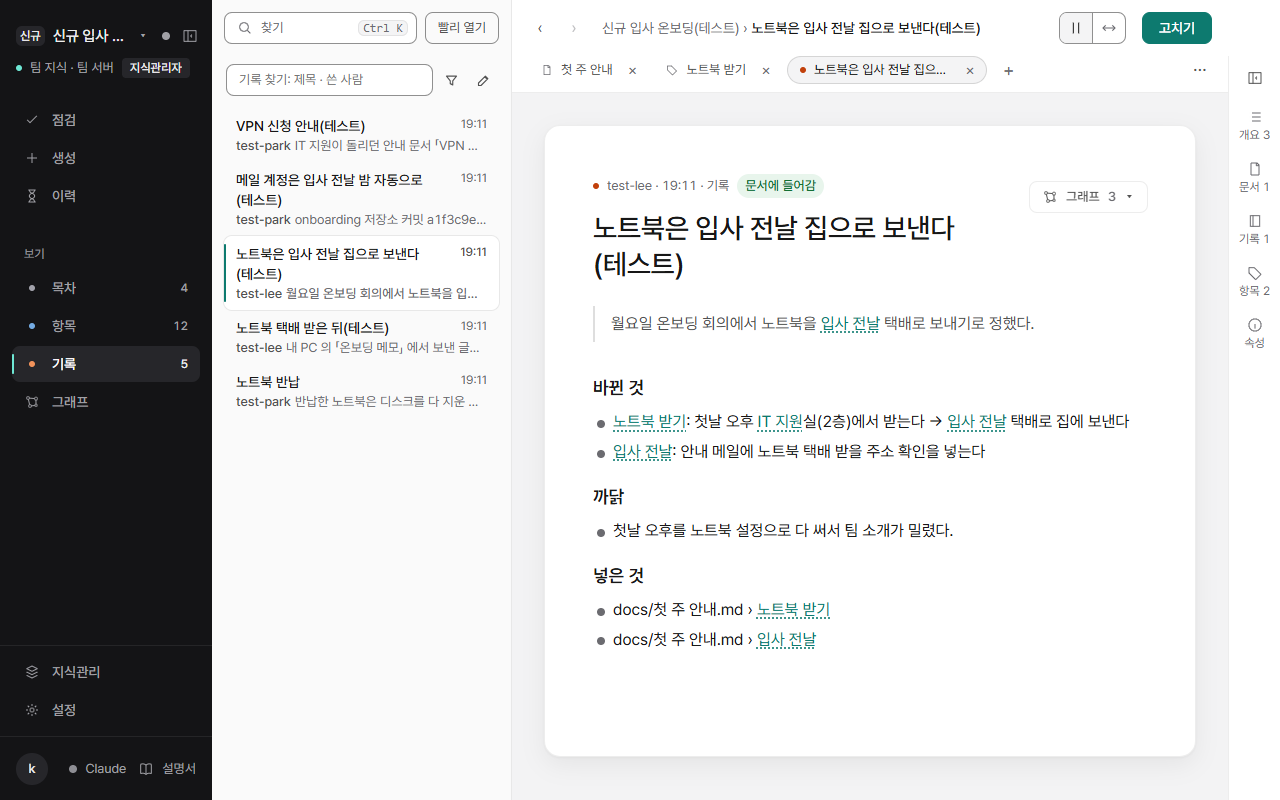 신규 신규 입사 ...
팀 지식 · 팀 서버 지식관리자
점검
생성
이력
보기
목차 4
항목 12
기록 5
그래프
지식관리
설정
k Claude 설명서
찾기 Ctrl K 빨리 열기
기록 찾기: 제목 · 쓴 사람
VPN 신청 안내(테스트) 19:11
test-park IT 지원이 돌리던 안내 문서 「VPN ...
메일 계정은 입사 전날 밤 자동으로 19:11
(테스트)
test-park onboarding 저장소 커밋 a1f3c9e...
노트북은 입사 전날 집으로 보낸다 19:11
(테스트)
test-lee 월요일 온보딩 회의에서 노트북을 입...
노트북 택배 받은 뒤(테스트) 19:11
test-lee 내 PC 의 「온보딩 메모」 에서 보낸 글...
노트북 반납 19:11
test-park 반납한 노트북은 디스크를 다 지운 ...
‹ › 신규 입사 온보딩(테스트) › 노트북은 입사 전날 집으로 보낸다(테스트) 고치기
첫 주 안내 × 노트북 받기 × 노트북은 입사 전날 집으... × + ...
test-lee · 19:11 · 기록 문서에 들어감 그래프 3
노트북은 입사 전날 집으로 보낸다
(테스트)
월요일 온보딩 회의에서 노트북을 입사 전날 택배로 보내기로 정했다.
바뀐 것
노트북 받기: 첫날 오후 IT 지원실(2층)에서 받는다 → 입사 전날 택배로 집에 보낸다
입사 전날: 안내 메일에 노트북 택배 받을 주소 확인을 넣는다
까닭
첫날 오후를 노트북 설정으로 다 써서 팀 소개가 밀렸다.
넣은 것
docs/첫 주 안내.md › 노트북 받기
docs/첫 주 안내.md › 입사 전날
개요 3
문서 1
기록 1
항목 2
속성